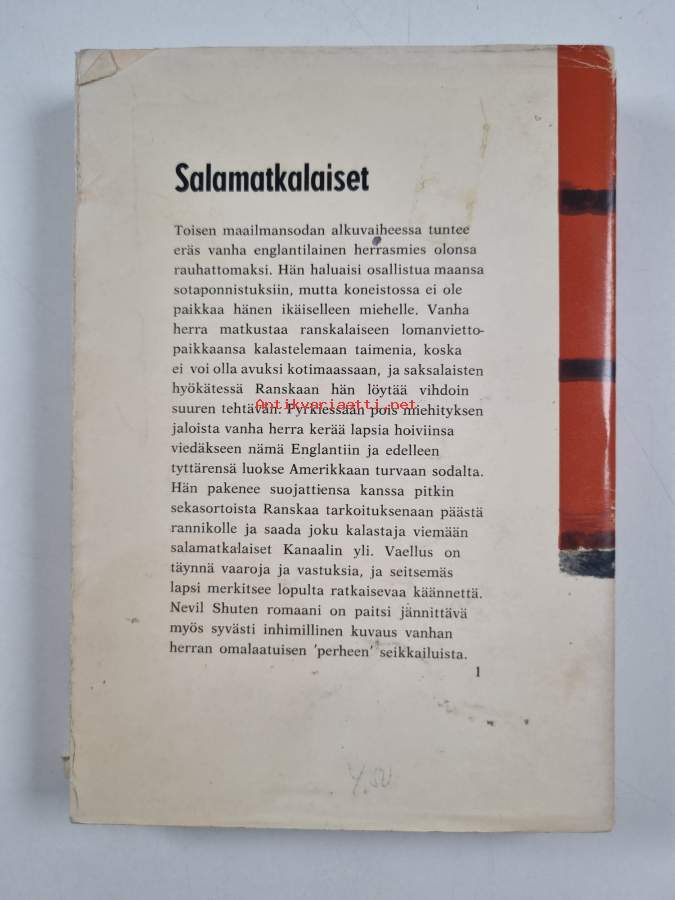 Salamatkalaiset
Toisen maailmansodan alkuvaiheessa tuntee
eräs vanha englantilainen herrasmies olonsa
rauhattomaksi. Hän haluaisi osallistua maansa
sotaponnistuksiin, mutta koneistossa ei ole
paikkaa hänen ikäiselleen miehelle. Vanha
herra matkustaa ranskalaiseen lomanvietto-
paikkaansa kalastelemaan taimenia, koska
ei voi olla avuksi kotimaassaan, ja saksalaisten
hyökätessä Ranskaan hän löytää vihdoin
Antikvariaatti.net
suuren tehtävän. Pyrkiessään pois miehityksen
jaloista vanha herra kerää lapsia hoiviinsa
viedäkseen nämä Englantiin ja edelleen
tyttärensä luokse Amerikkaan turvaan sodalta.
Hän pakenee suojattiensa kanssa pitkin
sekasortoista Ranskaa tarkoituksenaan päästä
rannikolle ja saada joku kalastaja viemään
salamatkalaiset Kanaalin yli. Vaellus on
täynnä vaaroja ja vastuksia, ja seitsemäs
lapsi merkitsee lopulta ratkaisevaa käännettä.
Nevil Shuten romaani on paitsi jännittävä
myös syvästi inhimillinen kuvaus vanhan
herran omalaatuisen 'perheen' seikkailuista.
1